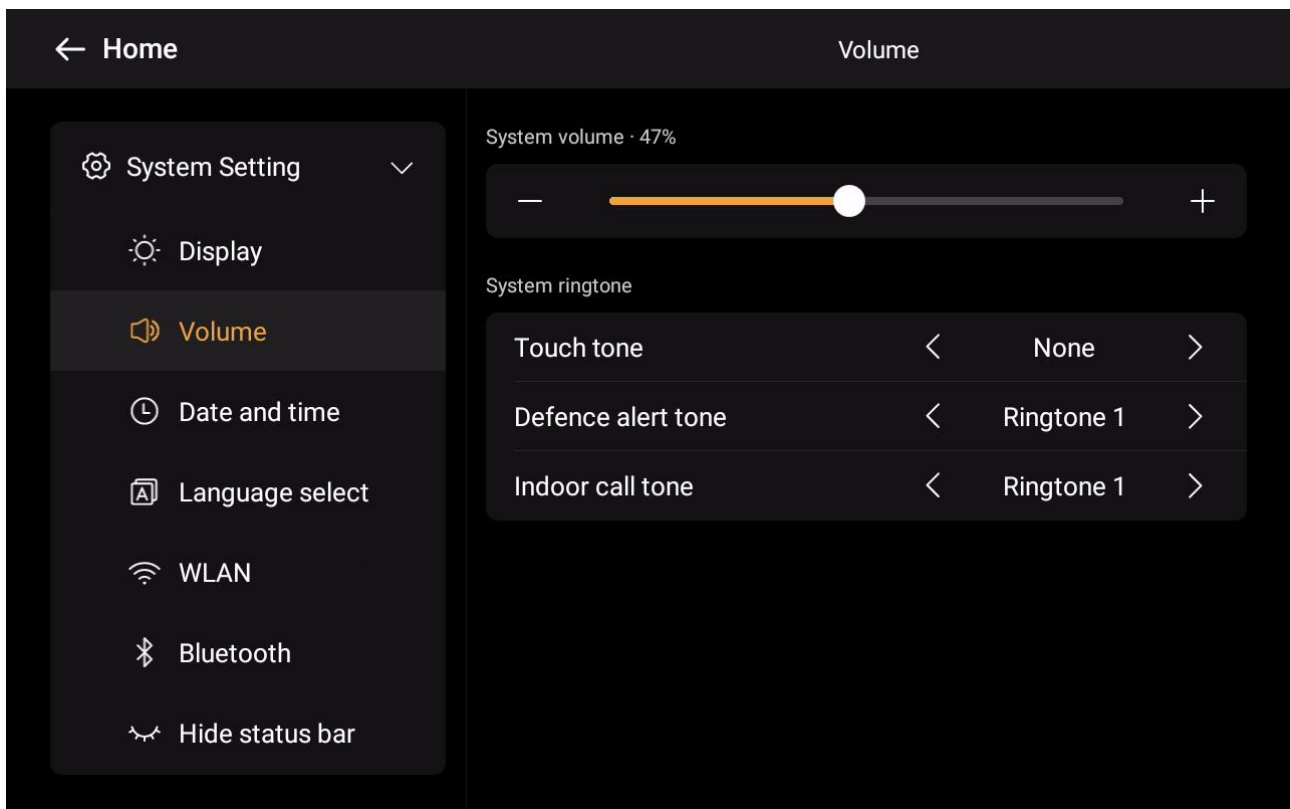 Home
Volume
System Setting
Display
Volume
Date and time
Language select
WLAN
Bluetooth
Hide status bar
System volume · 47%
System ringtone
Touch tone None
Defence alert tone Ringtone 1
Indoor call tone Ringtone 1